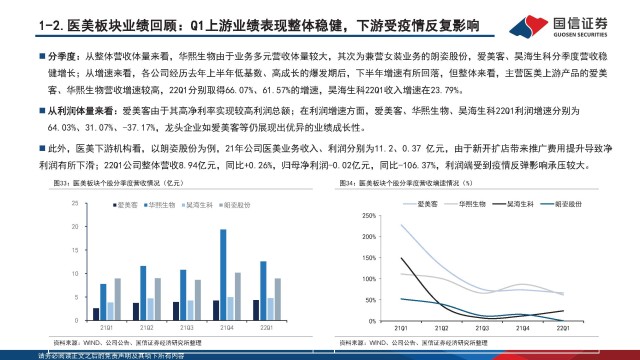 1-2.医美板块业绩回顾：Q1上游业绩表现整体稳健，下游受疫情反复影响
国信证券
GUOSEN SECURITIES
分季度：从整体营收体量来看，华熙生物由于业务多元营收体量较大，其次为兼营女装业务的朗姿股份，爱美客、昊海生科分季度营收稳
健增长；从增速来看，各公司经历去年上半年低基数、高成长的爆发期后，下半年增速有所回落，但整体来看，主营医美上游产品的爱美
客、华熙生物营收增速较高，22Q1分别取得66.07%、61.57%的增速，昊海生科22Q1收入增速在23.79%。
从利润体量来看：爱美客由于其高净利率实现较高利润总额；在利润增速方面，爱美客、华熙生物、昊海生科22Q1利润增速分别为
64.03%、31.07%、-37.17%，龙头企业如爱美客等仍展现出优异的业绩成长性。
此外，医美下游机构看，以朗姿股份为例，21年公司医美业务收入、利润分别为11.2、0.37 亿元，由于新开扩店带来推广费用提升导致净
利润有所下滑；22Q1公司整体营收8.94亿元，同比+0.26%，归母净利润-0.02亿元，同比-106.37%，利润端受到疫情反弹影响承压较大。
图33：医美板块个股分季度营收情况（亿元）
爱美客 华熙生物 昊海生科 朗姿股份
25
20
15
10
5
0
21Q1 21Q2 21Q3 21Q4 22Q1
资料来源：WIND、公司公告、国信证券经济研究所整理
图34：医美板块个股分季度营收增速情况（%）
爱美客 华熙生物 昊海生科 朗姿股份
250%
200%
150%
100%
50%
0%
21Q1 21Q2 21Q3 21Q4 22Q1
资料来源：WIND、公司公告、国信证券经济研究所整理
请务必阅读正文之后的免责声明及其项下所有内容